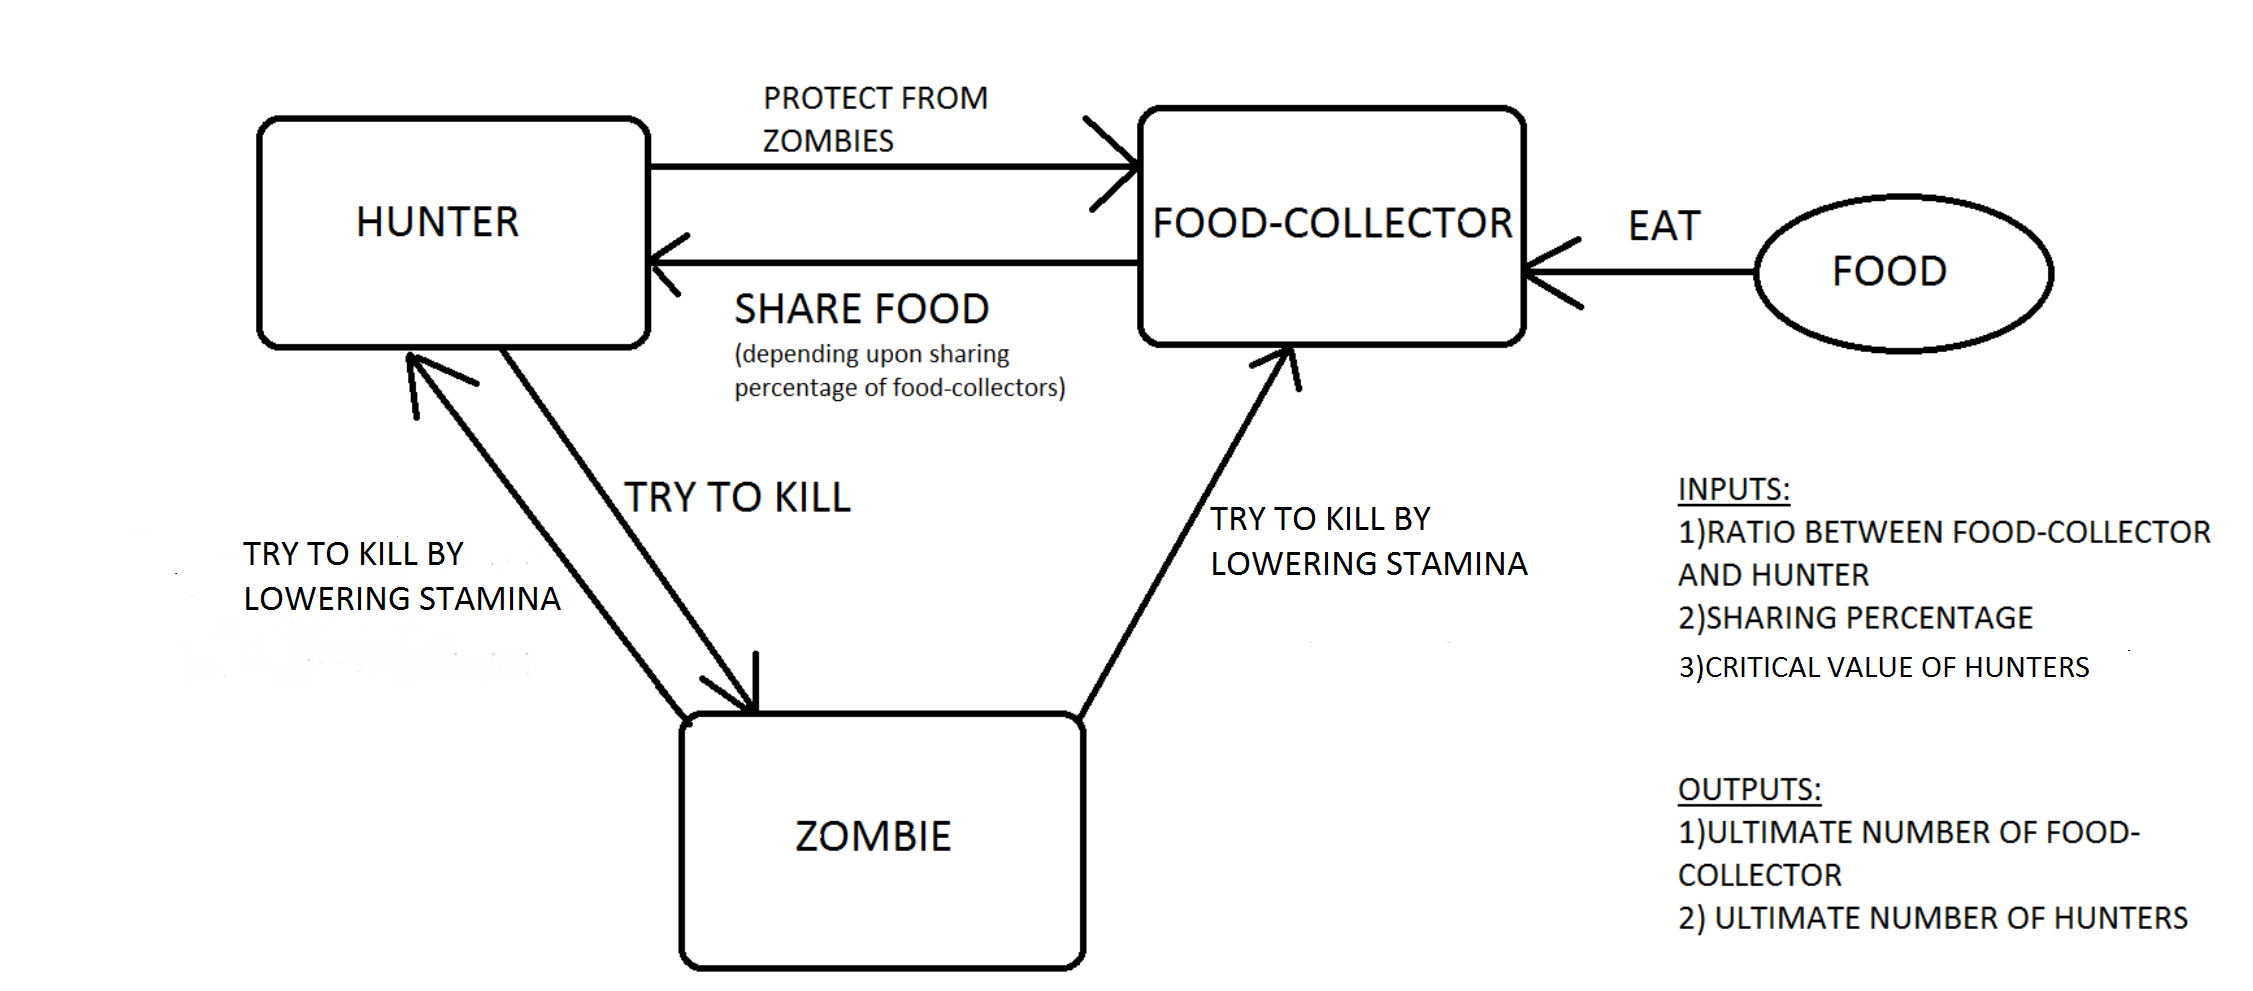 PROTECT FROM
ZOMBIES
HUNTER
FOOD-COLLECTOR
EAT
FOOD
SHARE FOOD
(depending upon sharing
percentage of food-collectors)
TRY TO KILL
TRY TO KILL BY
LOWERING STAMINA
TRY TO KILL BY
LOWERING STAMINA
ZOMBIE
INPUTS:
1)RATIO BETWEEN FOOD-COLLECTOR
AND HUNTER
2)SHARING PERCENTAGE
3)CRITICAL VALUE OF HUNTERS
OUTPUTS:
1)ULTIMATE NUMBER OF FOOD-
COLLECTOR
2) ULTIMATE NUMBER OF HUNTERS